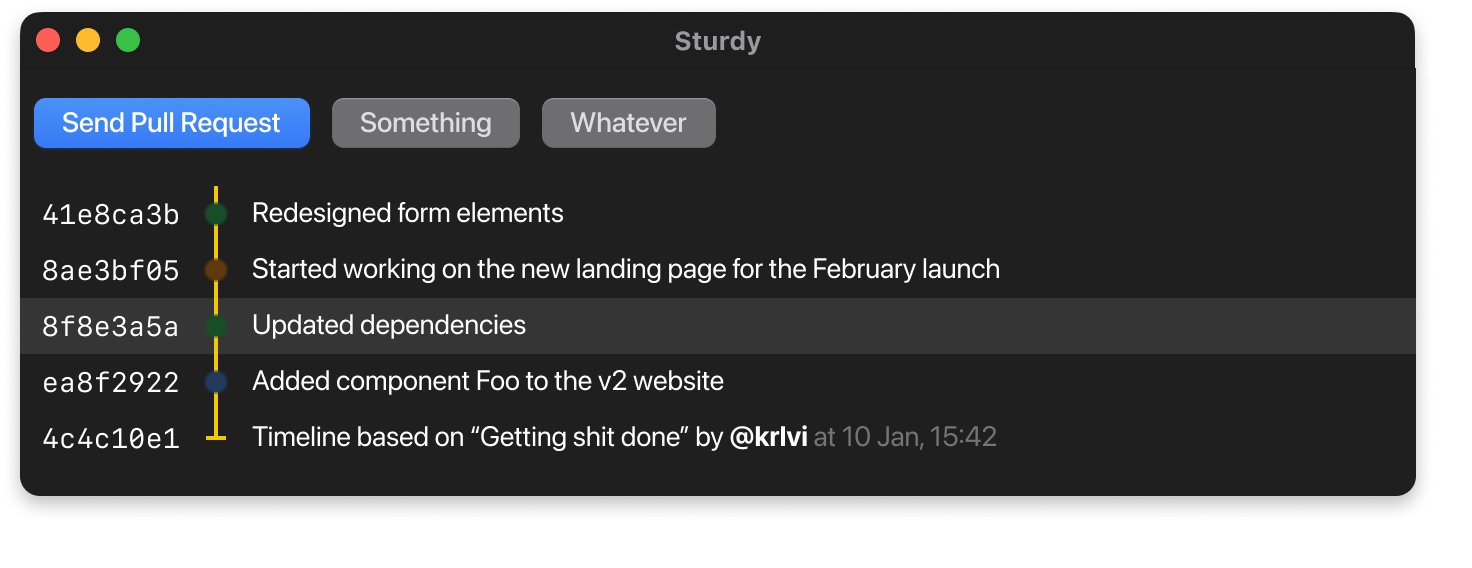 Sturdy
Send Pull Request Something Whatever
41e8ca3b Redesigned form elements
8ae3bf05 Started working on the new landing page for the February launch
8f8e3a5a Updated dependencies
ea8f2922 Added component Foo to the v2 website
4c4c10e1 Timeline based on “Getting shit done” by @krlvi at 10 Jan, 15:42